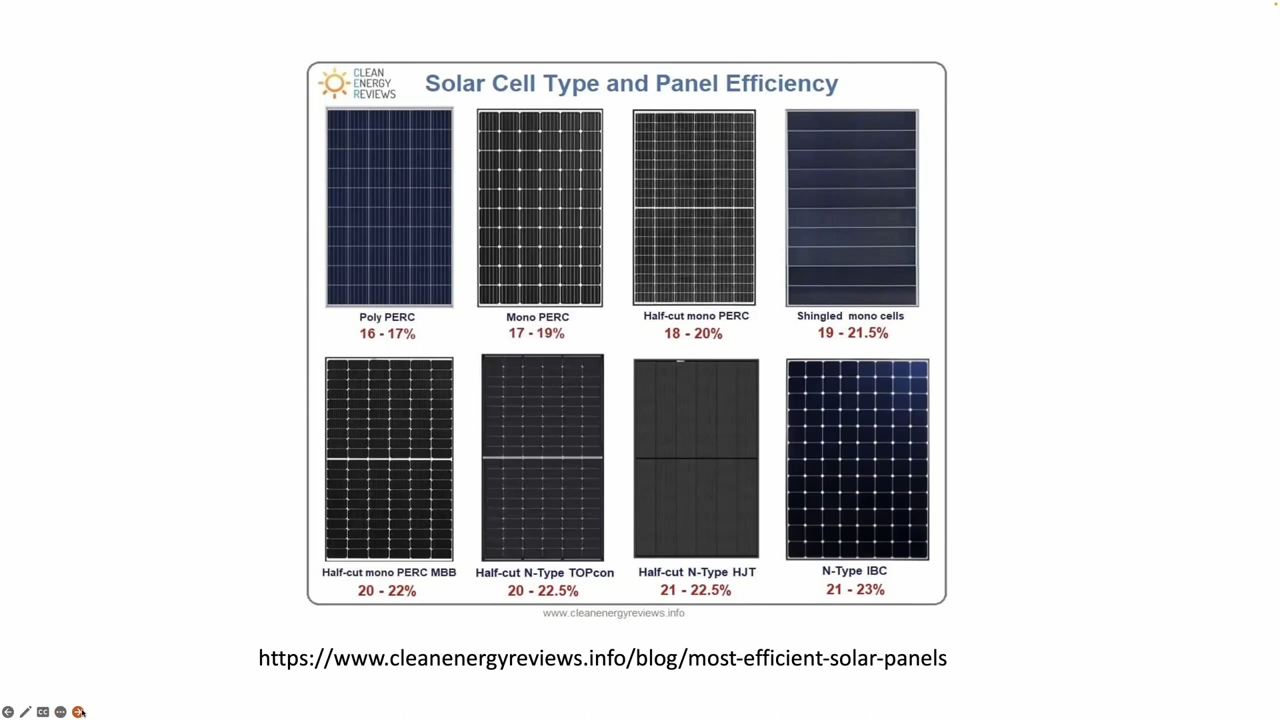 CLEAN
ENERGY
REVIEWS
Solar Cell Type and Panel Efficiency
Poly PERC
16 - 17%
Mono PERC
17 - 19%
Half-cut mono PERC
18 - 20%
Shingled mono cells
19 - 21.5%
Half-cut mono PERC MBB
20 - 22%
Half-cut N-Type TOPcon
20 - 22.5%
Half-cut N-Type HJT
21 - 22.5%
N-Type IBC
21 - 23%
www.cleanenergyreviews.info
https://www.cleanenergyreviews.info/blog/most-efficient-solar-panels
CC